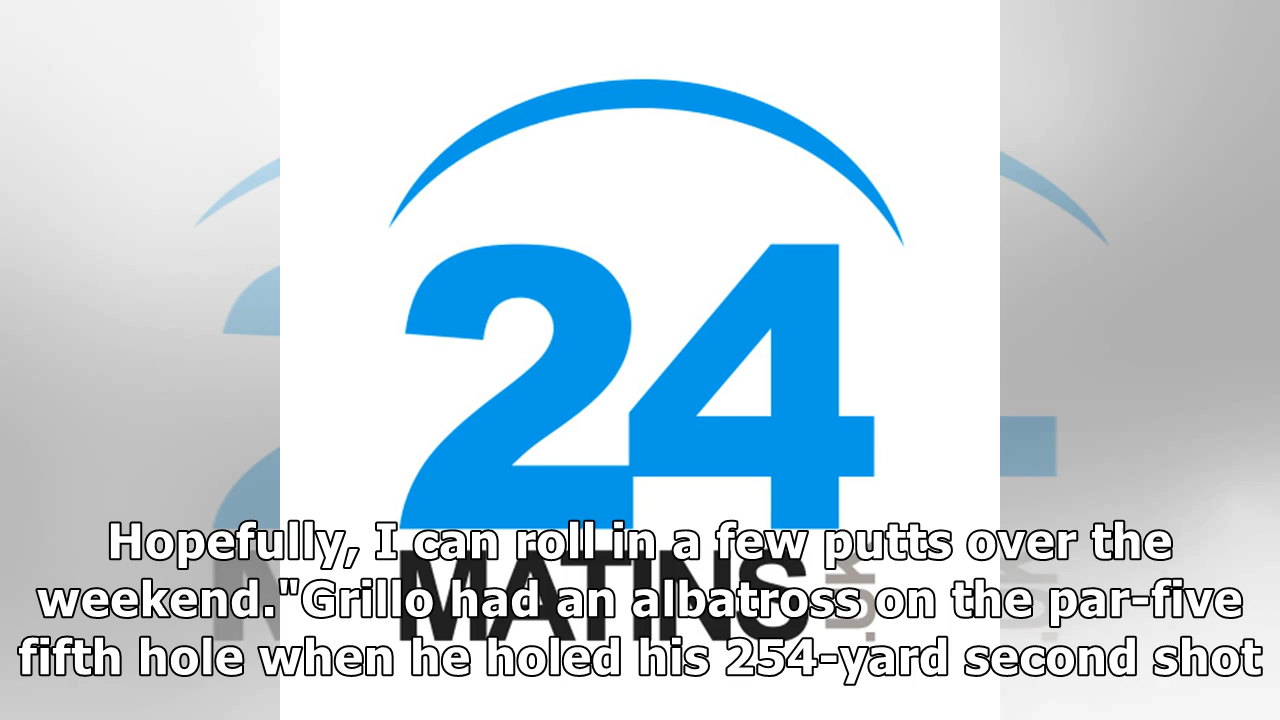 24
MATINS
.UK
Hopefully, I can roll in a few putts over the
weekend."Grillo had an albatross on the par-five
fifth hole when he holed his 254-yard second shot